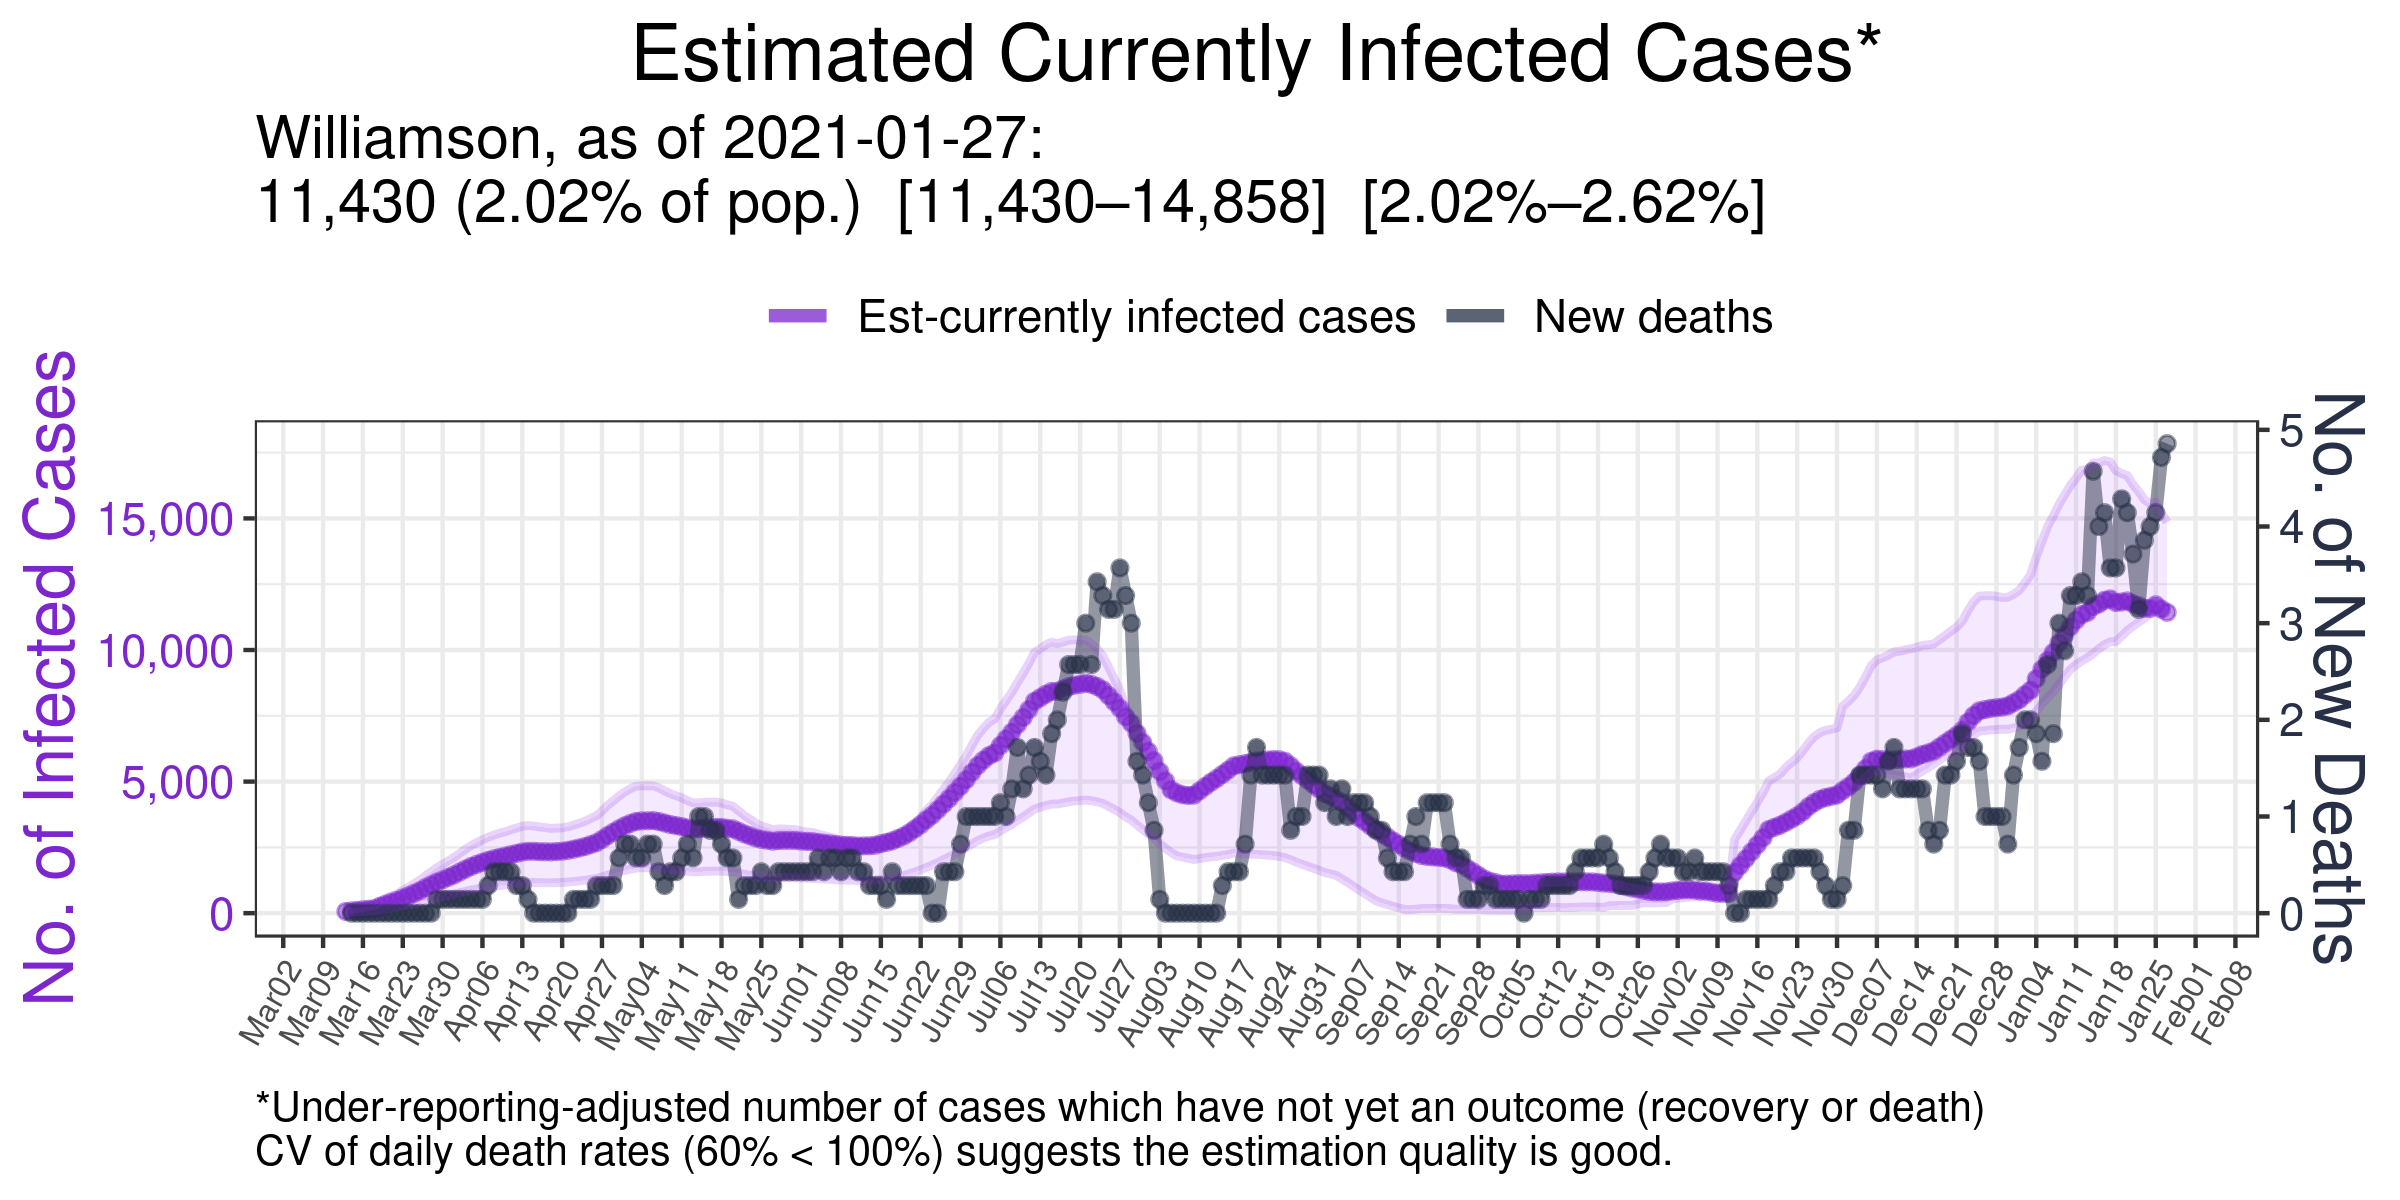 Estimated Currently Infected Cases*
Williamson, as of 2021-01-27:
11,430 (2.02% of pop.) [11,430–14,858] [2.02%–2.62%]
Est-currently infected cases
New deaths
No. of Infected Cases
15,000
10,000
5,000
0
5
4
3
2
1
0
No. of New Deaths
Mar02
Mar09
Mar16
Mar23
Mar30
Apr06
Apr13
Apr20
Apr27
May04
May11
May18
May25
Jun01
Jun08
Jun15
Jun22
Jun29
Jul06
Jul13
Jul20
Jul27
Aug03
Aug10
Aug17
Aug24
Aug31
Sep07
Sep14
Sep21
Sep28
Oct05
Oct12
Oct19
Oct26
Nov02
Nov09
Nov16
Nov23
Nov30
Dec07
Dec14
Dec21
Dec28
Jan04
Jan11
Jan18
Jan25
Feb01
Feb08
*Under-reporting-adjusted number of cases which have not yet an outcome (recovery or death)
CV of daily death rates (60% < 100%) suggests the estimation quality is good.